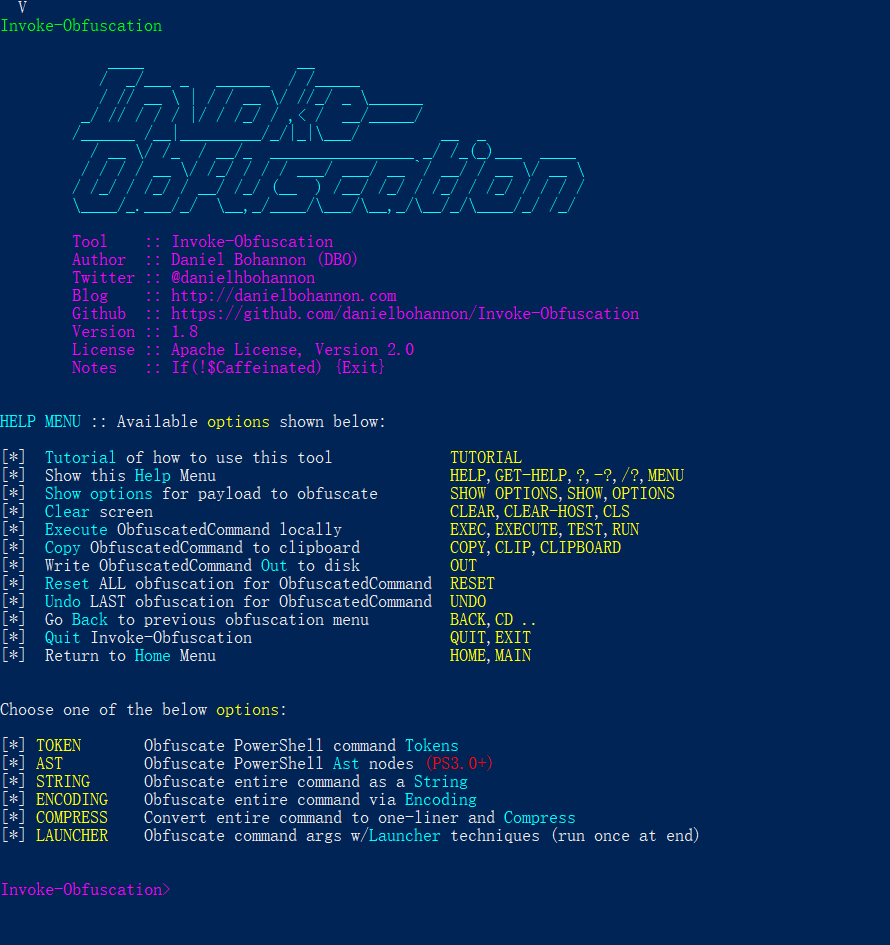 V
Invoke-Obfuscation
Invoke-
Obfuscation
Tool :: Invoke-Obfuscation
Author :: Daniel Bohannon (DBO)
Twitter :: @danielhbohannon
Blog :: http://danielbohannon.com
Github :: https://github.com/danielbohannon/Invoke-Obfuscation
Version :: 1.8
License :: Apache License, Version 2.0
Notes :: If(!$Caffeinated) {Exit}
HELP MENU :: Available options shown below:
[*] Tutorial of how to use this tool TUTORIAL
[*] Show this Help Menu HELP,GET-HELP,?,-?,/?,MENU
[*] Show options for payload to obfuscate SHOW OPTIONS,SHOW,OPTIONS
[*] Clear screen CLEAR,CLEAR-HOST,CLS
[*] Execute ObfuscatedCommand locally EXEC,EXECUTE,TEST,RUN
[*] Copy ObfuscatedCommand to clipboard COPY,CLIP,CLIPBOARD
[*] Write ObfuscatedCommand Out to disk OUT
[*] Reset ALL obfuscation for ObfuscatedCommand RESET
[*] Undo LAST obfuscation for ObfuscatedCommand UNDO
[*] Go Back to previous obfuscation menu BACK,CD ..
[*] Quit Invoke-Obfuscation QUIT,EXIT
[*] Return to Home Menu HOME,MAIN
Choose one of the below options:
[*] TOKEN Obfuscate PowerShell command Tokens
[*] AST Obfuscate PowerShell Ast nodes (PS3.0+)
[*] STRING Obfuscate entire command as a String
[*] ENCODING Obfuscate entire command via Encoding
[*] COMPRESS Convert entire command to one-liner and Compress
[*] LAUNCHER Obfuscate command args w/Launcher techniques (run once at end)
Invoke-Obfuscation>